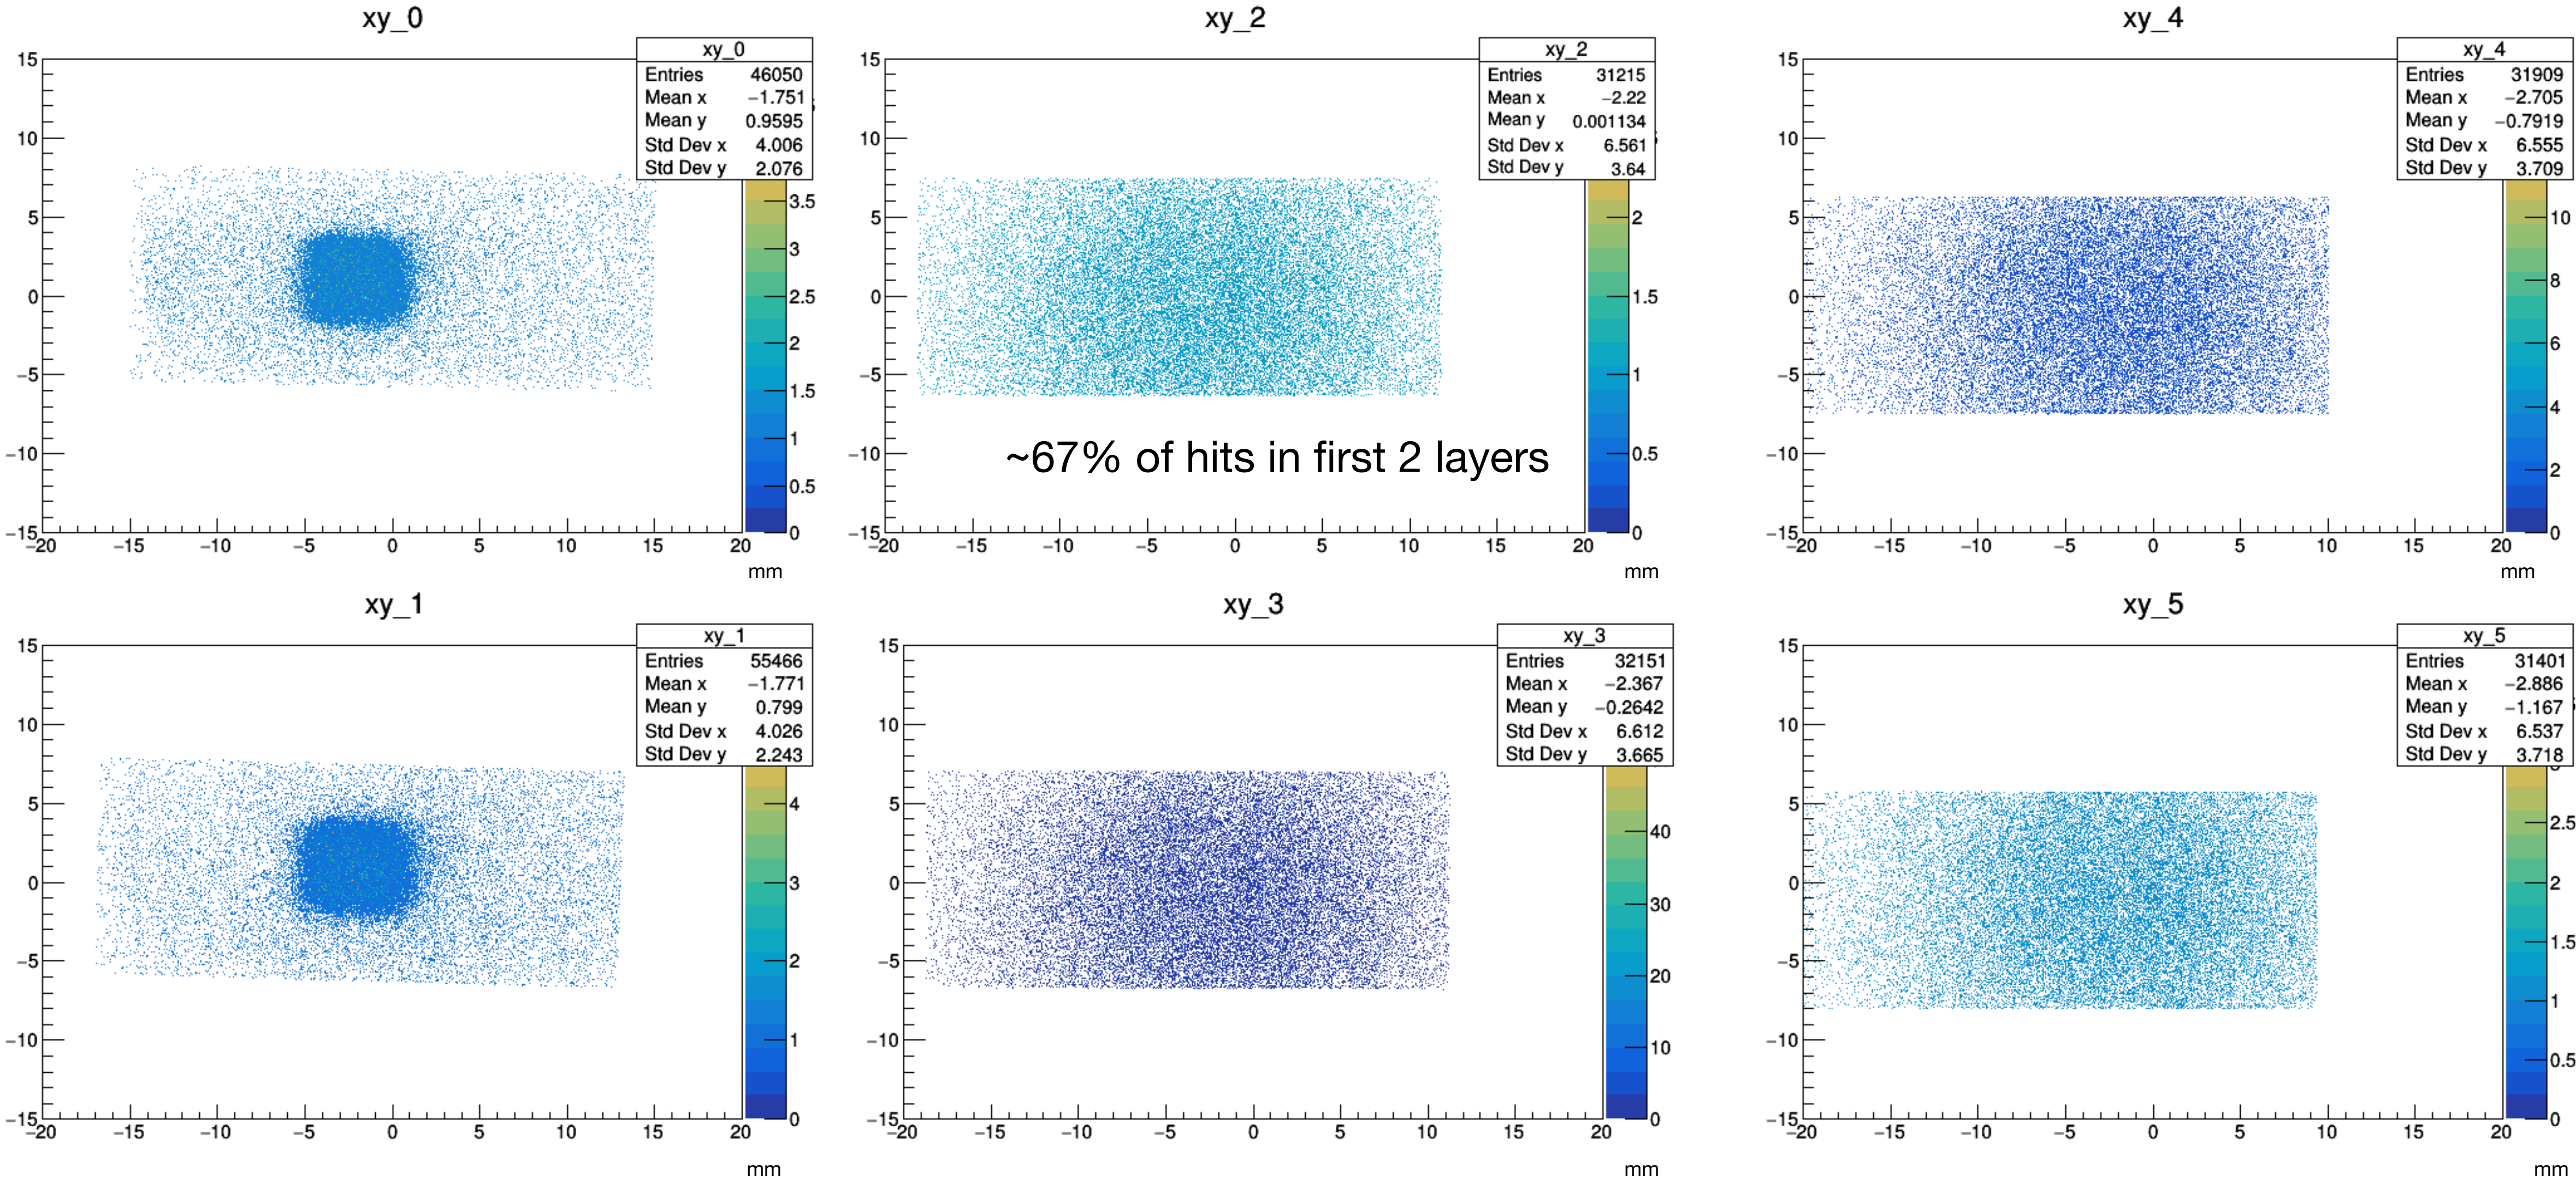 xy_0
xy_0
Entries 46050
Mean x −1.751
Mean y 0.9595
Std Dev x 4.006
Std Dev y 2.076
15
10
5
0
−5
−10
−15
−20 −15 −10 −5 0 5 10 15 20
3.5
3
2.5
2
1.5
1
0.5
0
mm
xy_2
xy_2
Entries 31215
Mean x −2.22
Mean y 0.001134
Std Dev x 6.561
Std Dev y 3.64
15
10
5
0
−5
−10
−15
−20 −15 −10 −5 0 5 10 15 20
2
1.5
1
0.5
0
~67% of hits in first 2 layers
mm
xy_4
xy_4
Entries 31909
Mean x −2.705
Mean y −0.7919
Std Dev x 6.555
Std Dev y 3.709
15
10
5
0
−5
−10
−15
−20 −15 −10 −5 0 5 10 15 20
10
8
6
4
2
0
mm
xy_1
xy_1
Entries 55466
Mean x −1.771
Mean y 0.799
Std Dev x 4.026
Std Dev y 2.243
15
10
5
0
−5
−10
−15
−20 −15 −10 −5 0 5 10 15 20
4
3
2
1
0
mm
xy_3
xy_3
Entries 32151
Mean x −2.367
Mean y −0.2642
Std Dev x 6.612
Std Dev y 3.665
15
10
5
0
−5
−10
−15
−20 −15 −10 −5 0 5 10 15 20
40
30
20
10
0
mm
xy_5
xy_5
Entries 31401
Mean x −2.886
Mean y −1.167
Std Dev x 6.537
Std Dev y 3.718
15
10
5
0
−5
−10
−15
−20 −15 −10 −5 0 5 10 15 20
2.5
2
1.5
1
0.5
0
mm